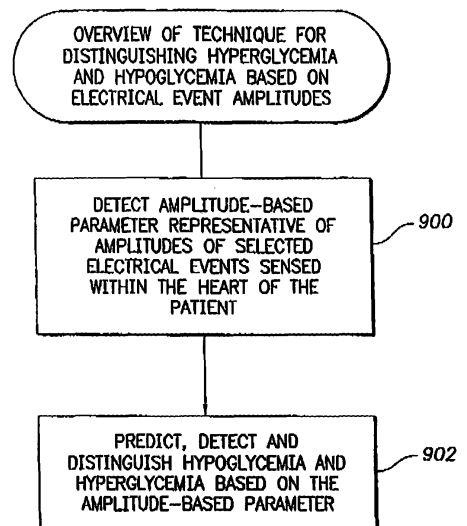 OVERVIEW OF TECHNIQUE FOR
DISTINGUISHING HYPERGLYCEMIA
AND HYPOGLYCEMIA BASED ON
ELECTRICAL EVENT AMPLITUDES
DETECT AMPLITUDE-BASED
PARAMETER REPRESENTATIVE OF
AMPLITUDES OF SELECTED
ELECTRICAL EVENTS SENSED
WITHIN THE HEART OF THE
PATIENT
900
PREDICT, DETECT AND
DISTINGUISH HYPOGLYCEMIA AND
HYPERGLYCEMIA BASED ON THE
AMPLITUDE-BASED PARAMETER
902